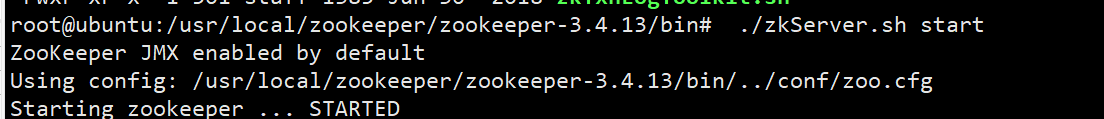 root@ubuntu:/usr/local/zookeeper/zookeeper-3.4.13/bin#  ./zkServer.sh start
ZooKeeper JMX enabled by default
Using config: /usr/local/zookeeper/zookeeper-3.4.13/bin/../conf/zoo.cfg
Starting zookeeper ... STARTED